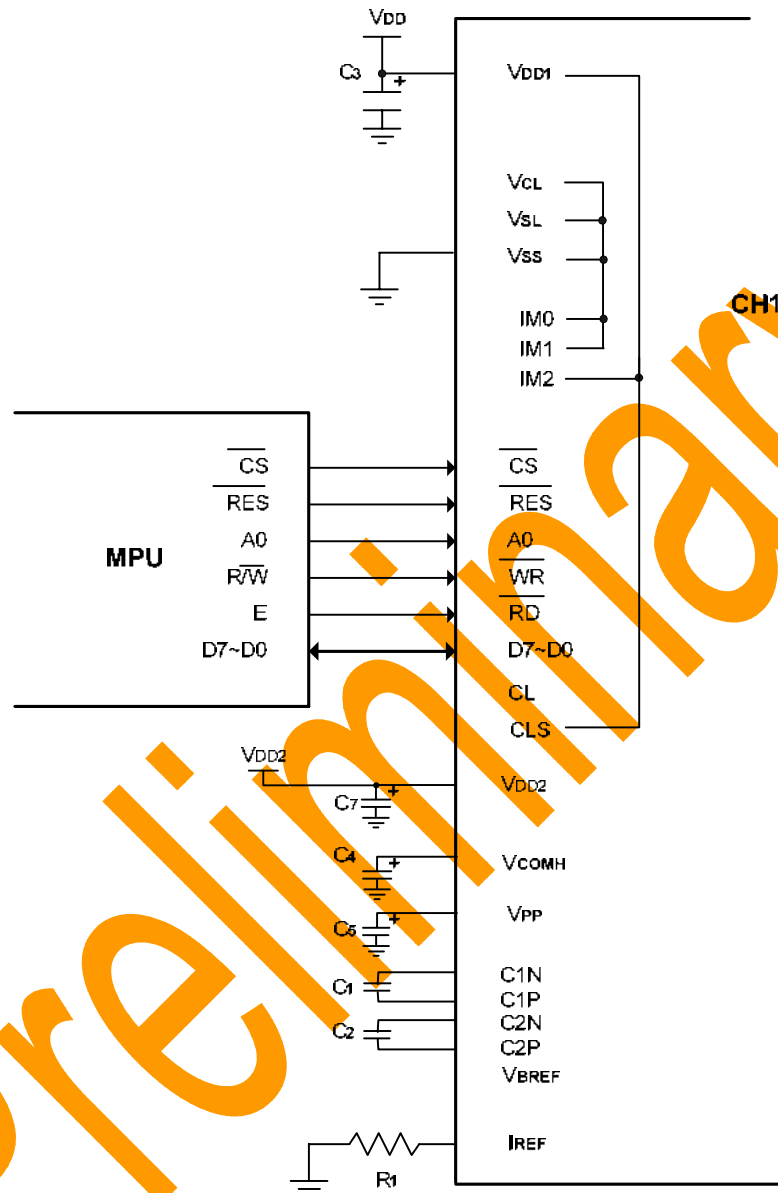 VDD
C3
+
VDD1
VCL
VSL
VSS
IM0
IM1
IM2
CH1
MPU
CS
RES
A0
R/W
E
D7~D0
CS
RES
A0
WR
RD
D7~D0
CL
CLS
VDD2
C7
+
VDD2
C4
+
VCOMH
C5
+
VPP
C1
C1N
C1P
C2
C2N
C2P
VBREF
IREF
R1
Preliminar